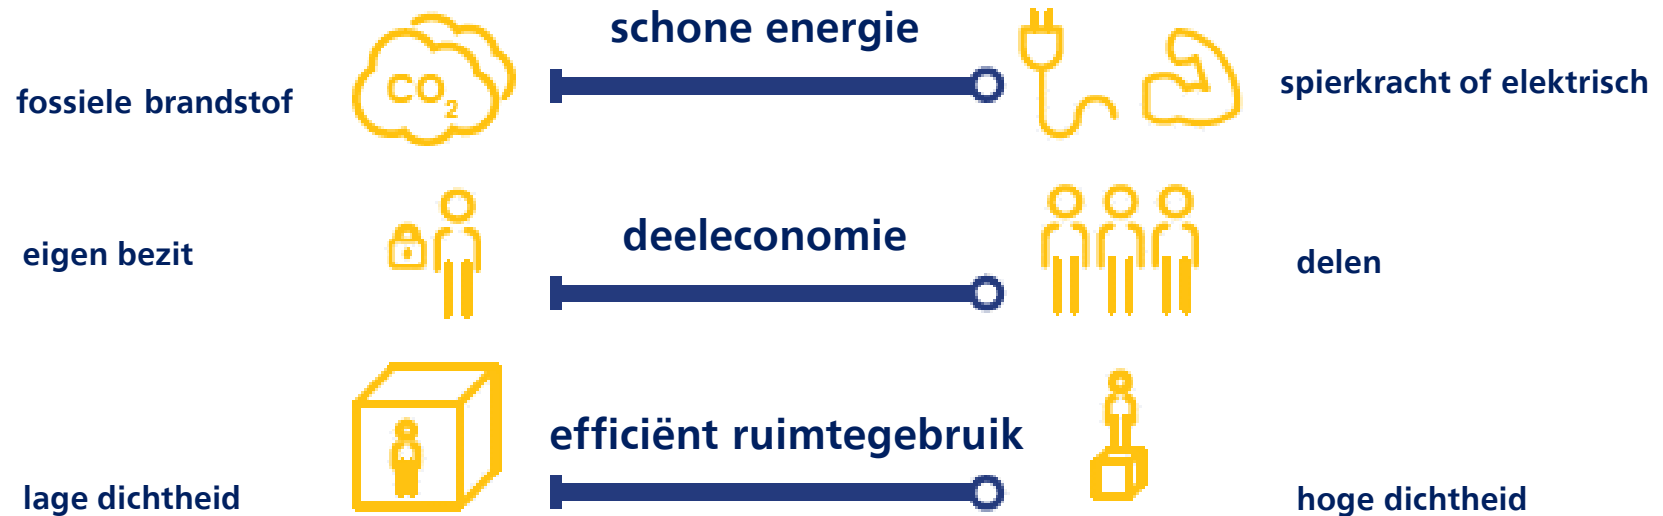 schone energie
fossiele brandstof
CO2
spierkracht of elektrisch
deeleconomie
eigen bezit
delen
efficiënt ruimtegebruik
lage dichtheid
hoge dichtheid